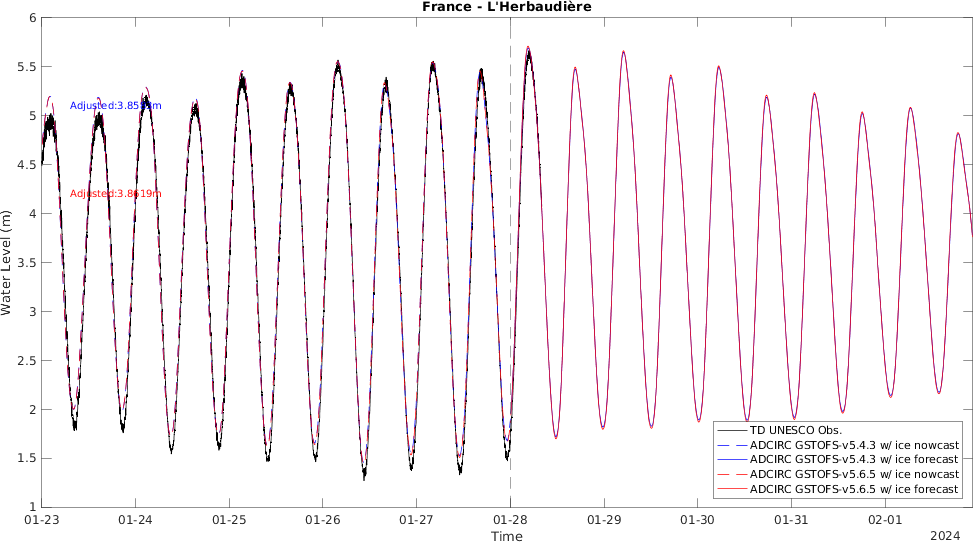 France - L'Herbaudière
6
5.5
5
4.5
4
3.5
3
2.5
2
1.5
1
Water Level (m)
Adjusted:3.8619m
TD UNESCO Obs.
ADCIRC GSTOFS-v5.4.3 w/ ice nowcast
ADCIRC GSTOFS-v5.4.3 w/ ice forecast
ADCIRC GSTOFS-v5.6.5 w/ ice nowcast
ADCIRC GSTOFS-v5.6.5 w/ ice forecast
01-23 01-24 01-25 01-26 01-27 01-28 01-29 01-30 01-31 02-01
Time
2024